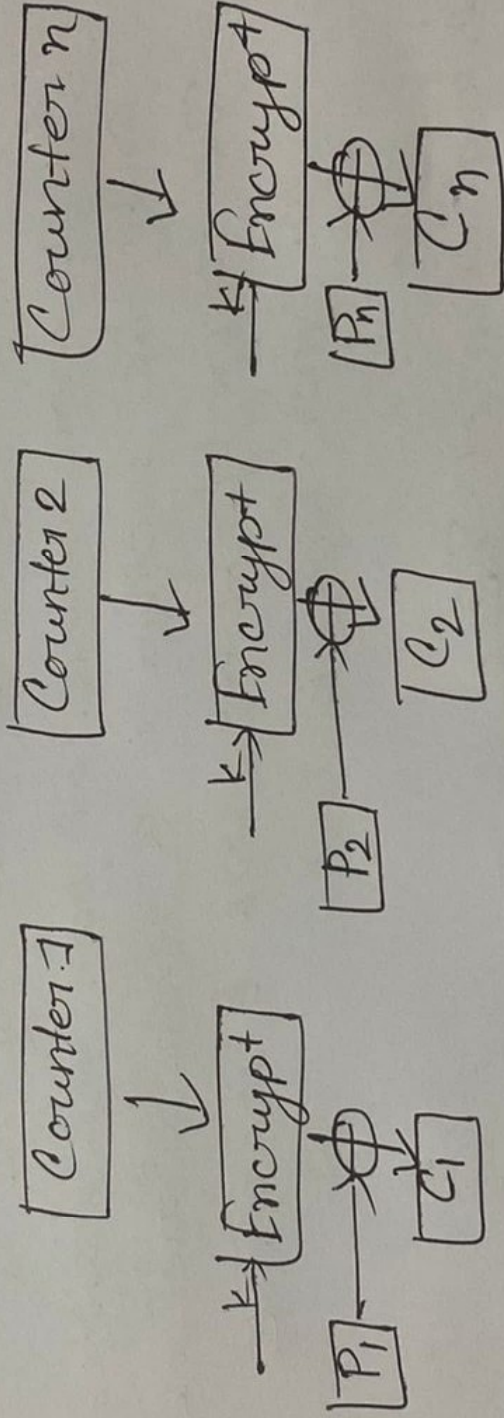 Counter-1 Counter 2 Counter n
K Encrypt K Encrypt K Encrypt
P1 P2 Pn
C1 C2 Cn